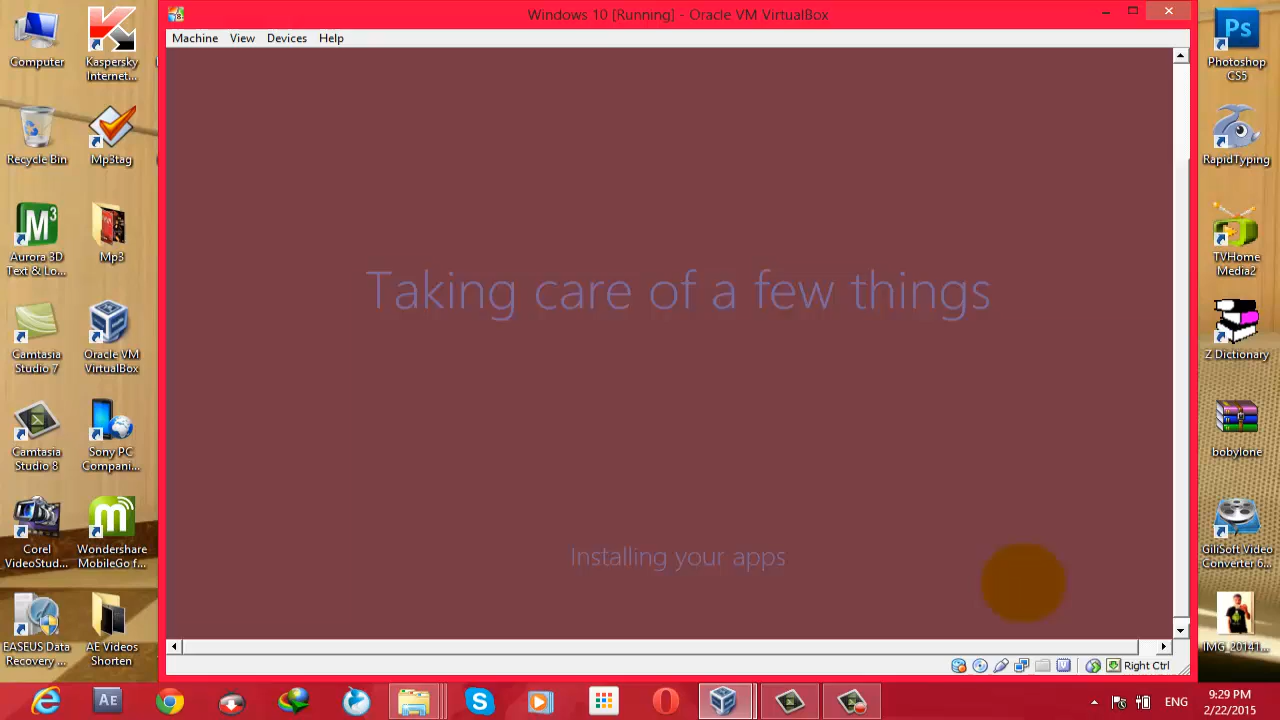 Windows 10 [Running] - Oracle VM VirtualBox
Machine View Devices Help
Taking care of a few things
Installing your apps
Right Ctrl
Computer
Kaspersky
Internet...
Recycle Bin
Mp3tag
Aurora 3D
Text & Lo...
Mp3
Camtasia
Studio 7
Oracle VM
VirtualBox
Camtasia
Studio 8
Sony PC
Compani...
Corel
VideoStud...
Wondershare
MobileGo f...
EASEUS Data
Recovery ...
AE Videos
Shorten
Photoshop
CS5
RapidTyping
TVHome
Media2
Z Dictionary
bobylone
GiliSoft Video
Converter 6...
IMG_20141...
ENG
9:29 PM
2/22/2015